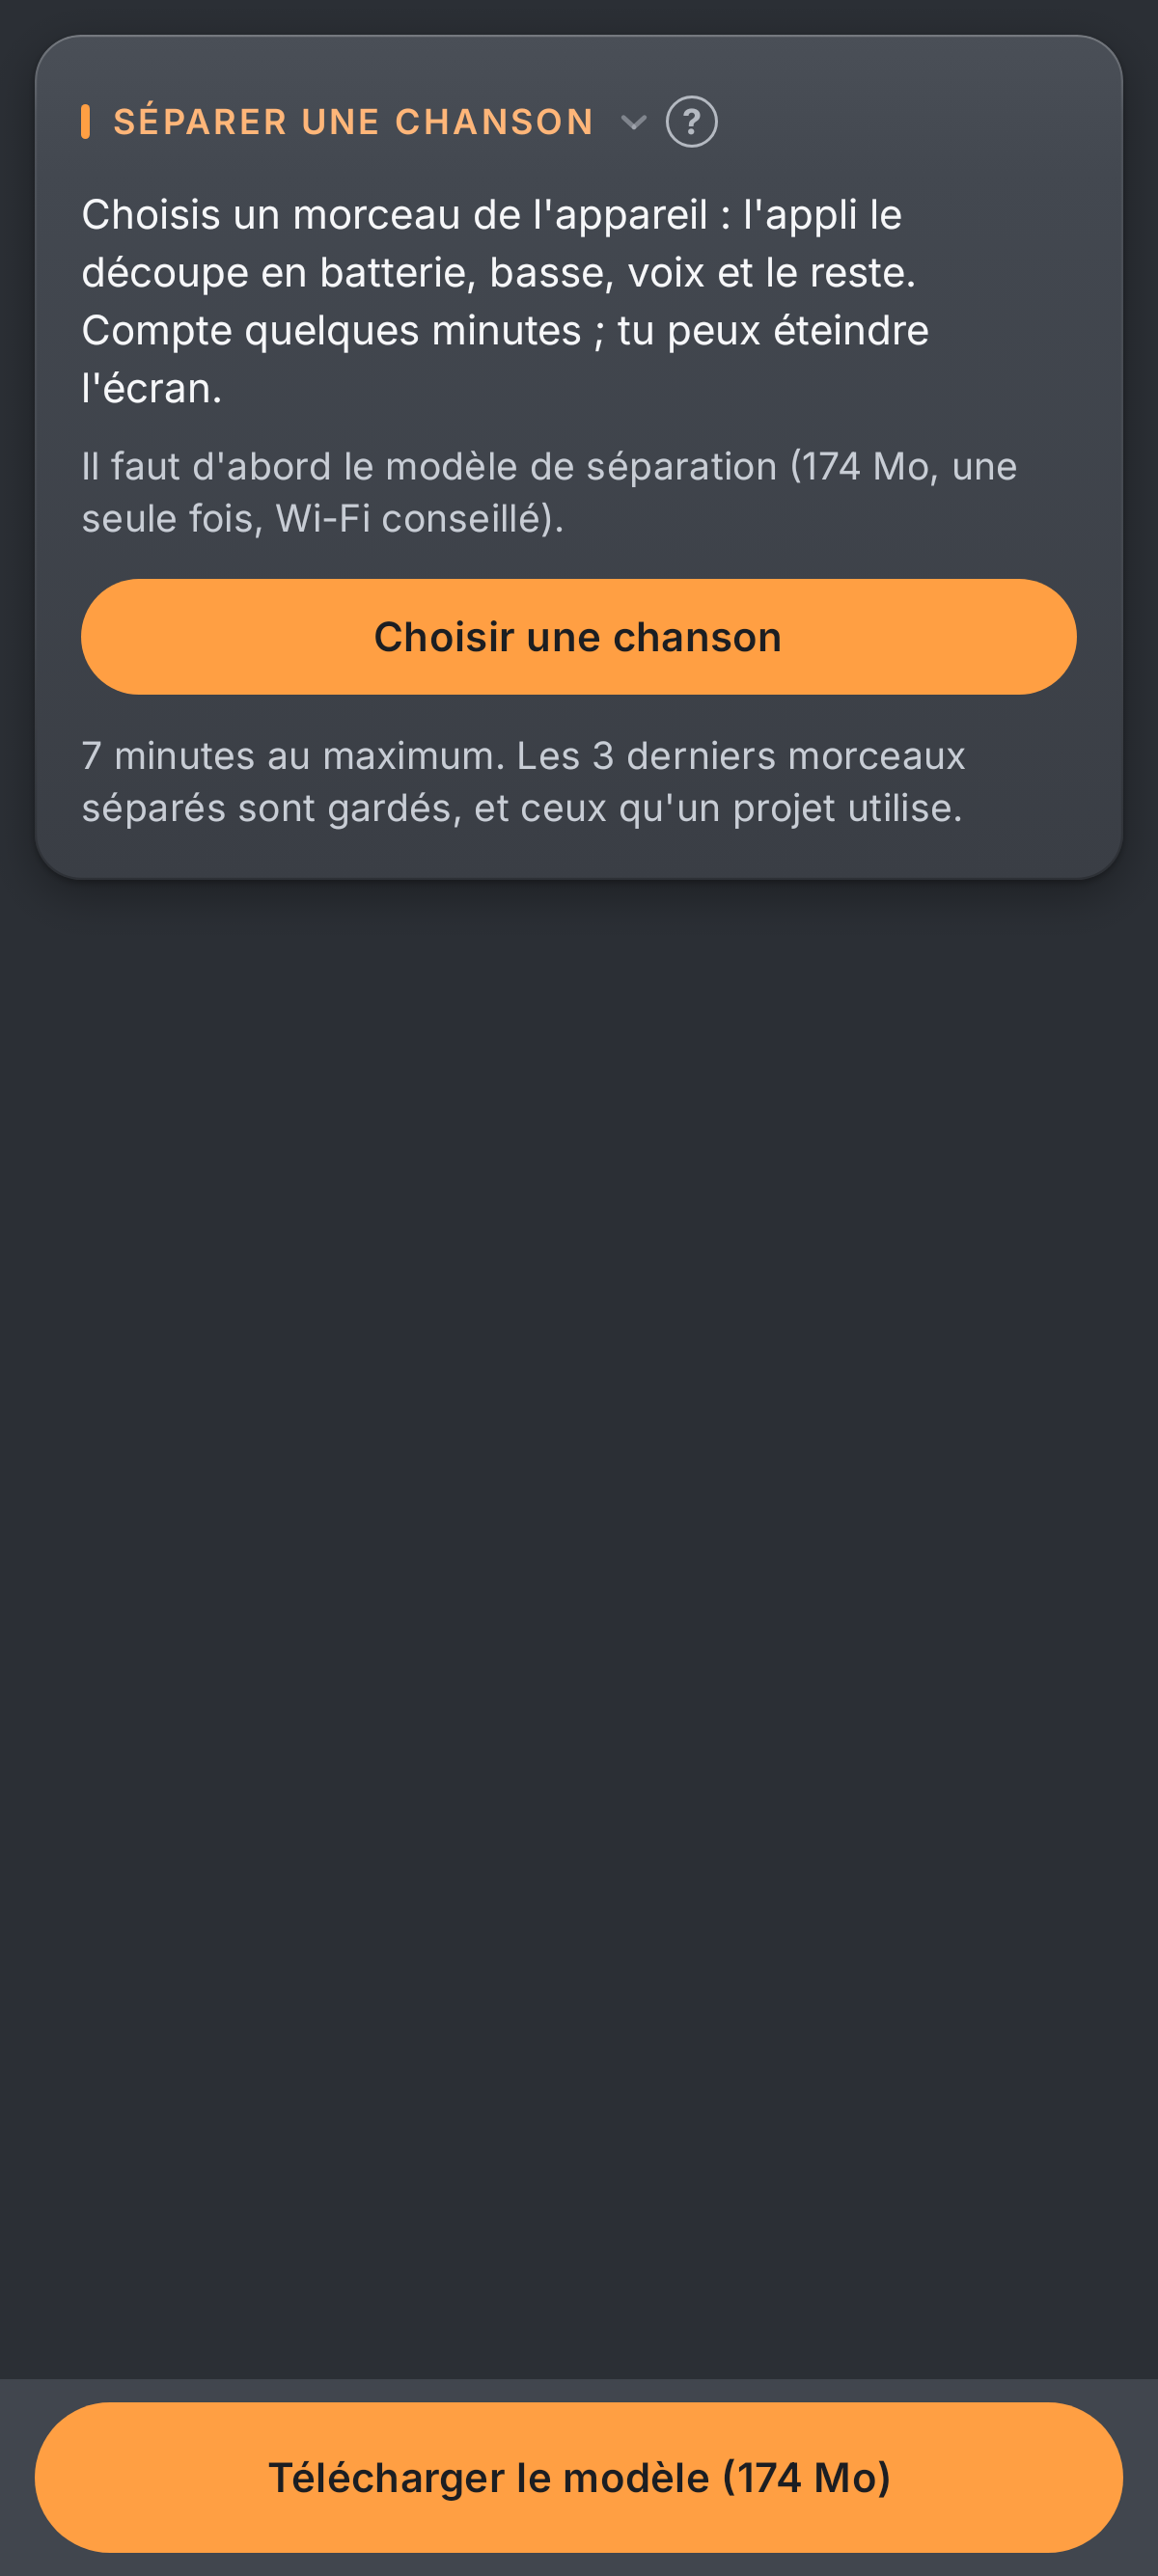 SÉPARER UNE CHANSON ?
Choisis un morceau de l'appareil : l'appli le
découpe en batterie, basse, voix et le reste.
Compte quelques minutes ; tu peux éteindre
l'écran.
Il faut d'abord le modèle de séparation (174 Mo, une
seule fois, Wi-Fi conseillé).
Choisir une chanson
7 minutes au maximum. Les 3 derniers morceaux
séparés sont gardés, et ceux qu'un projet utilise.
Télécharger le modèle (174 Mo)